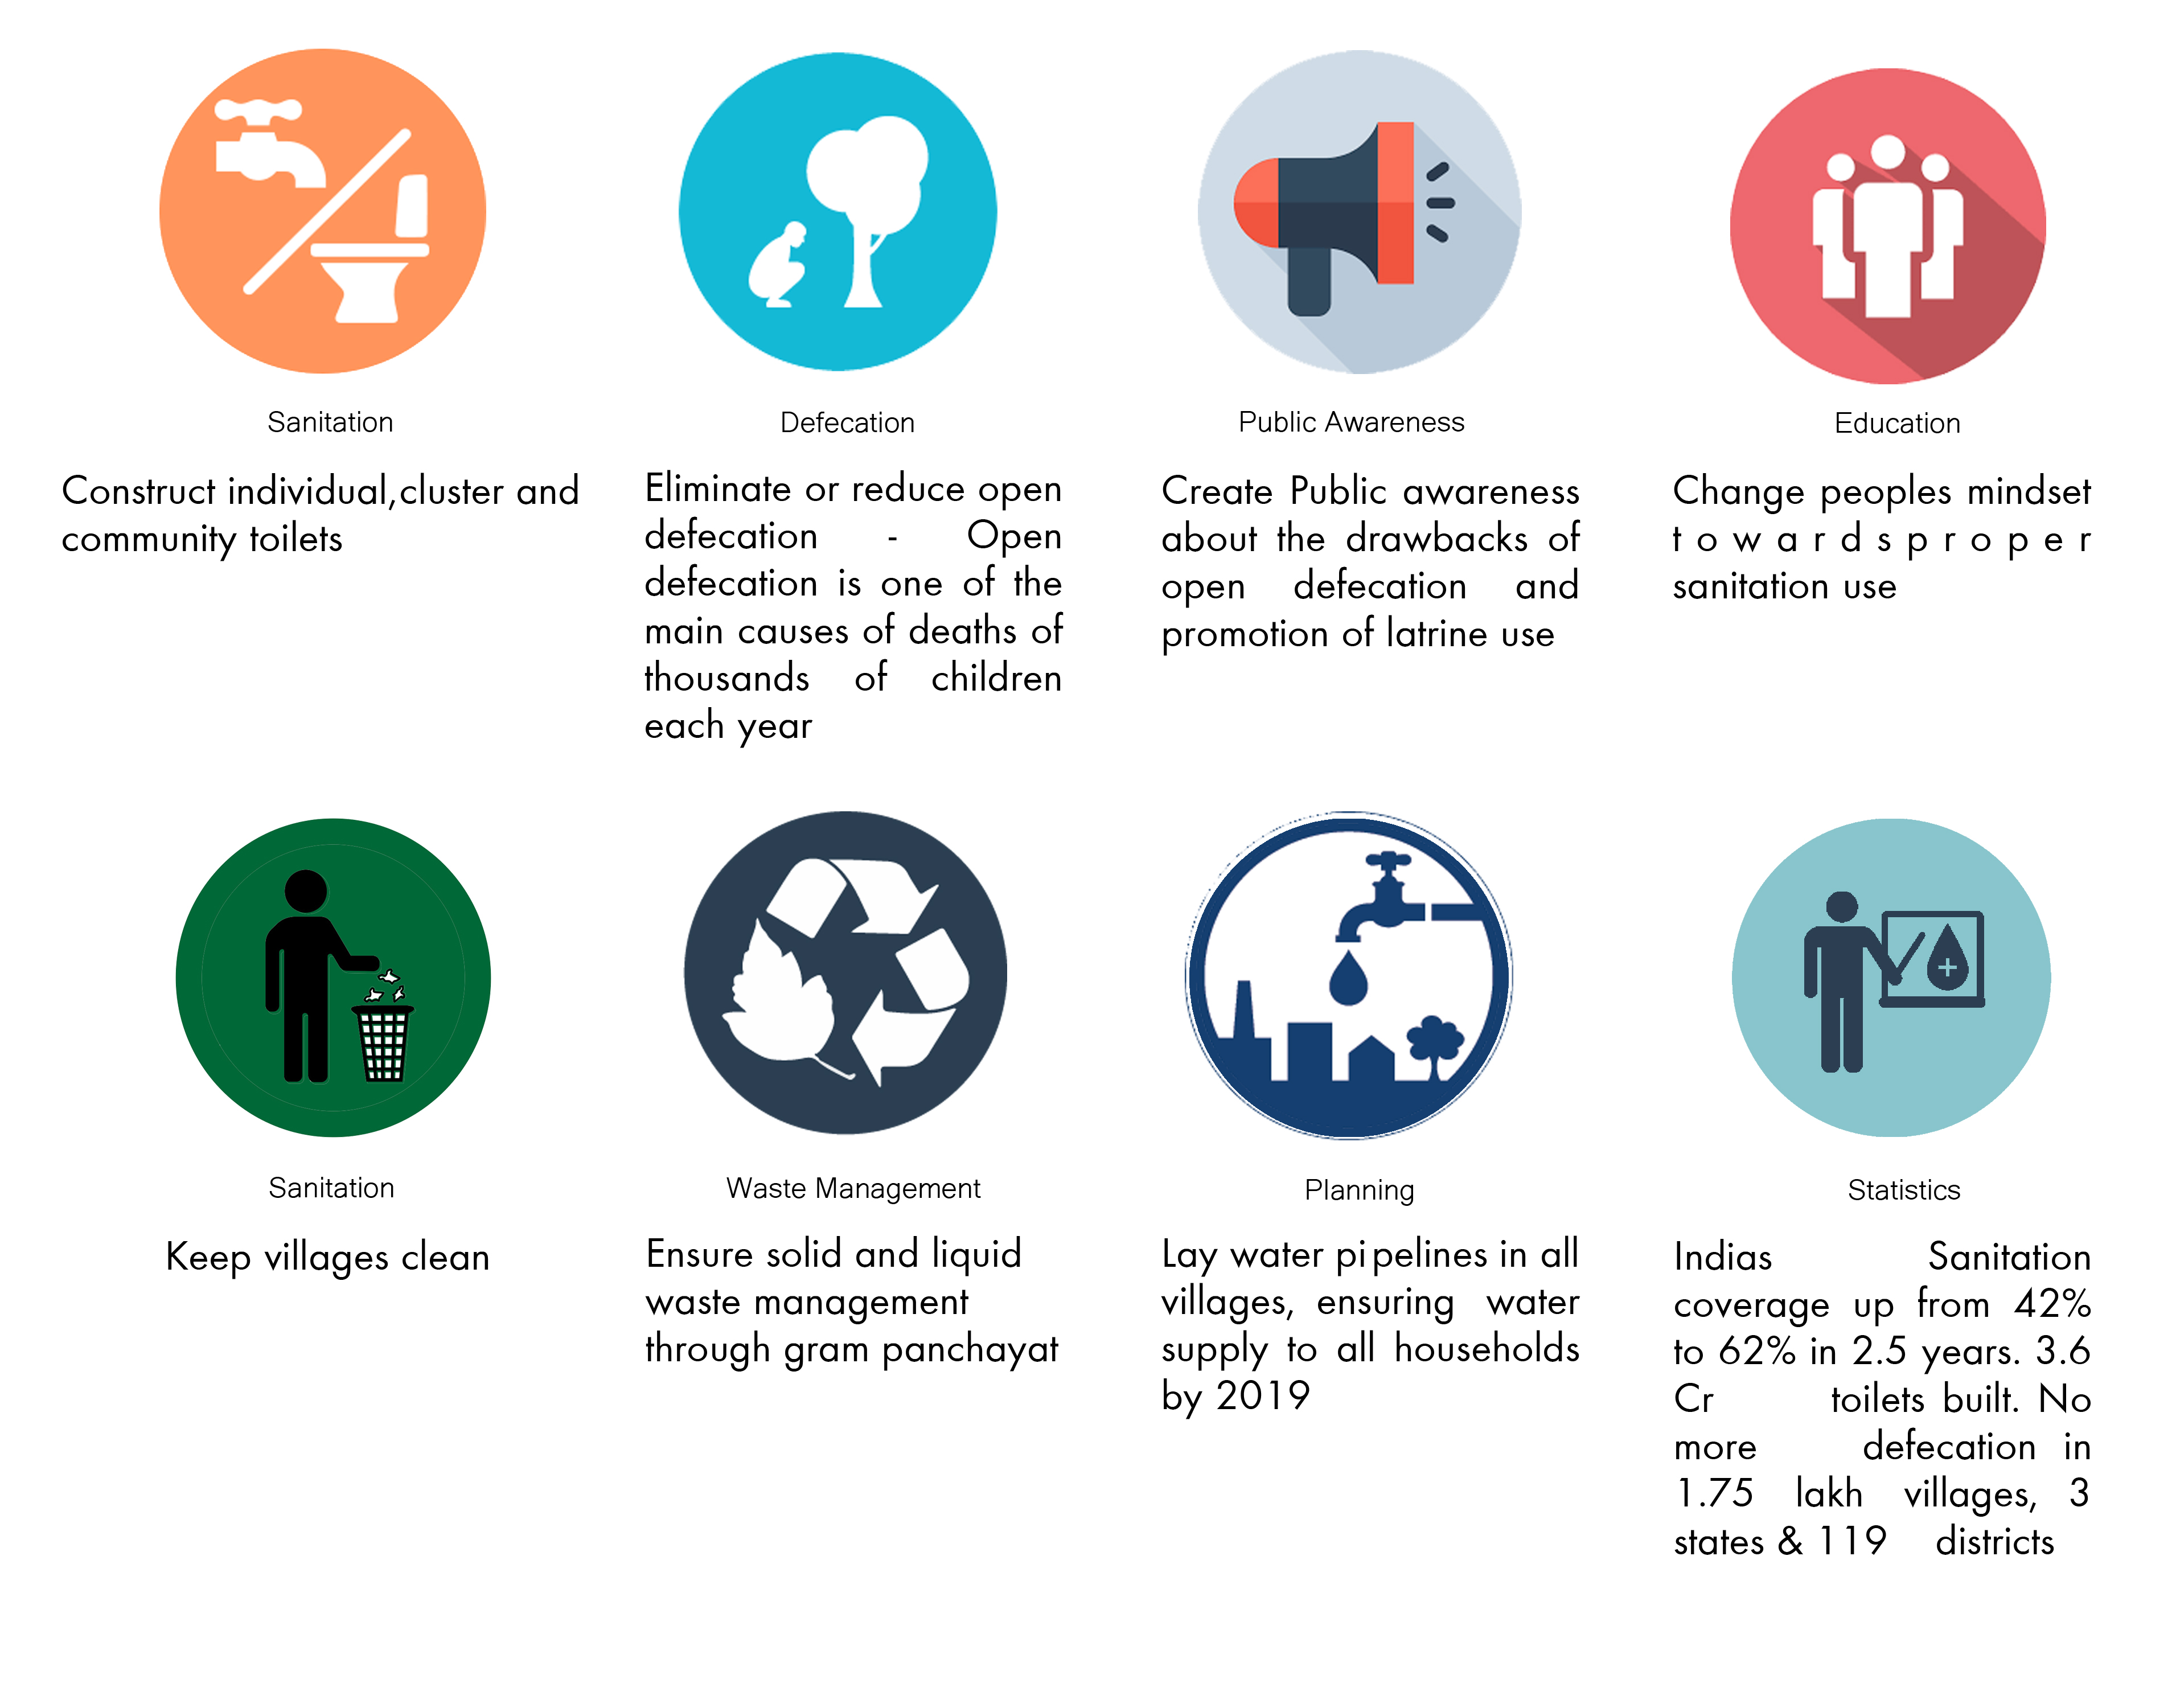 Sanitation
Construct individual,cluster and
community toilets
Defecation
Eliminate or reduce open
defecation - Open
defecation is one of the
main causes of deaths of
thousands of children
each year
Public Awareness
Create Public awareness
about the drawbacks of
open defecation and
promotion of latrine use
Education
Change peoples mindset
towardsproper
sanitation use
Sanitation
Keep villages clean
Waste Management
Ensure solid and liquid
waste management
through gram panchayat
Planning
Lay water pipelines in all
villages, ensuring water
supply to all households
by 2019
Statistics
Indias Sanitation
coverage up from 42%
to 62% in 2.5 years. 3.6
Cr toilets built. No
more defecation in
1.75 lakh villages, 3
states & 119 districts